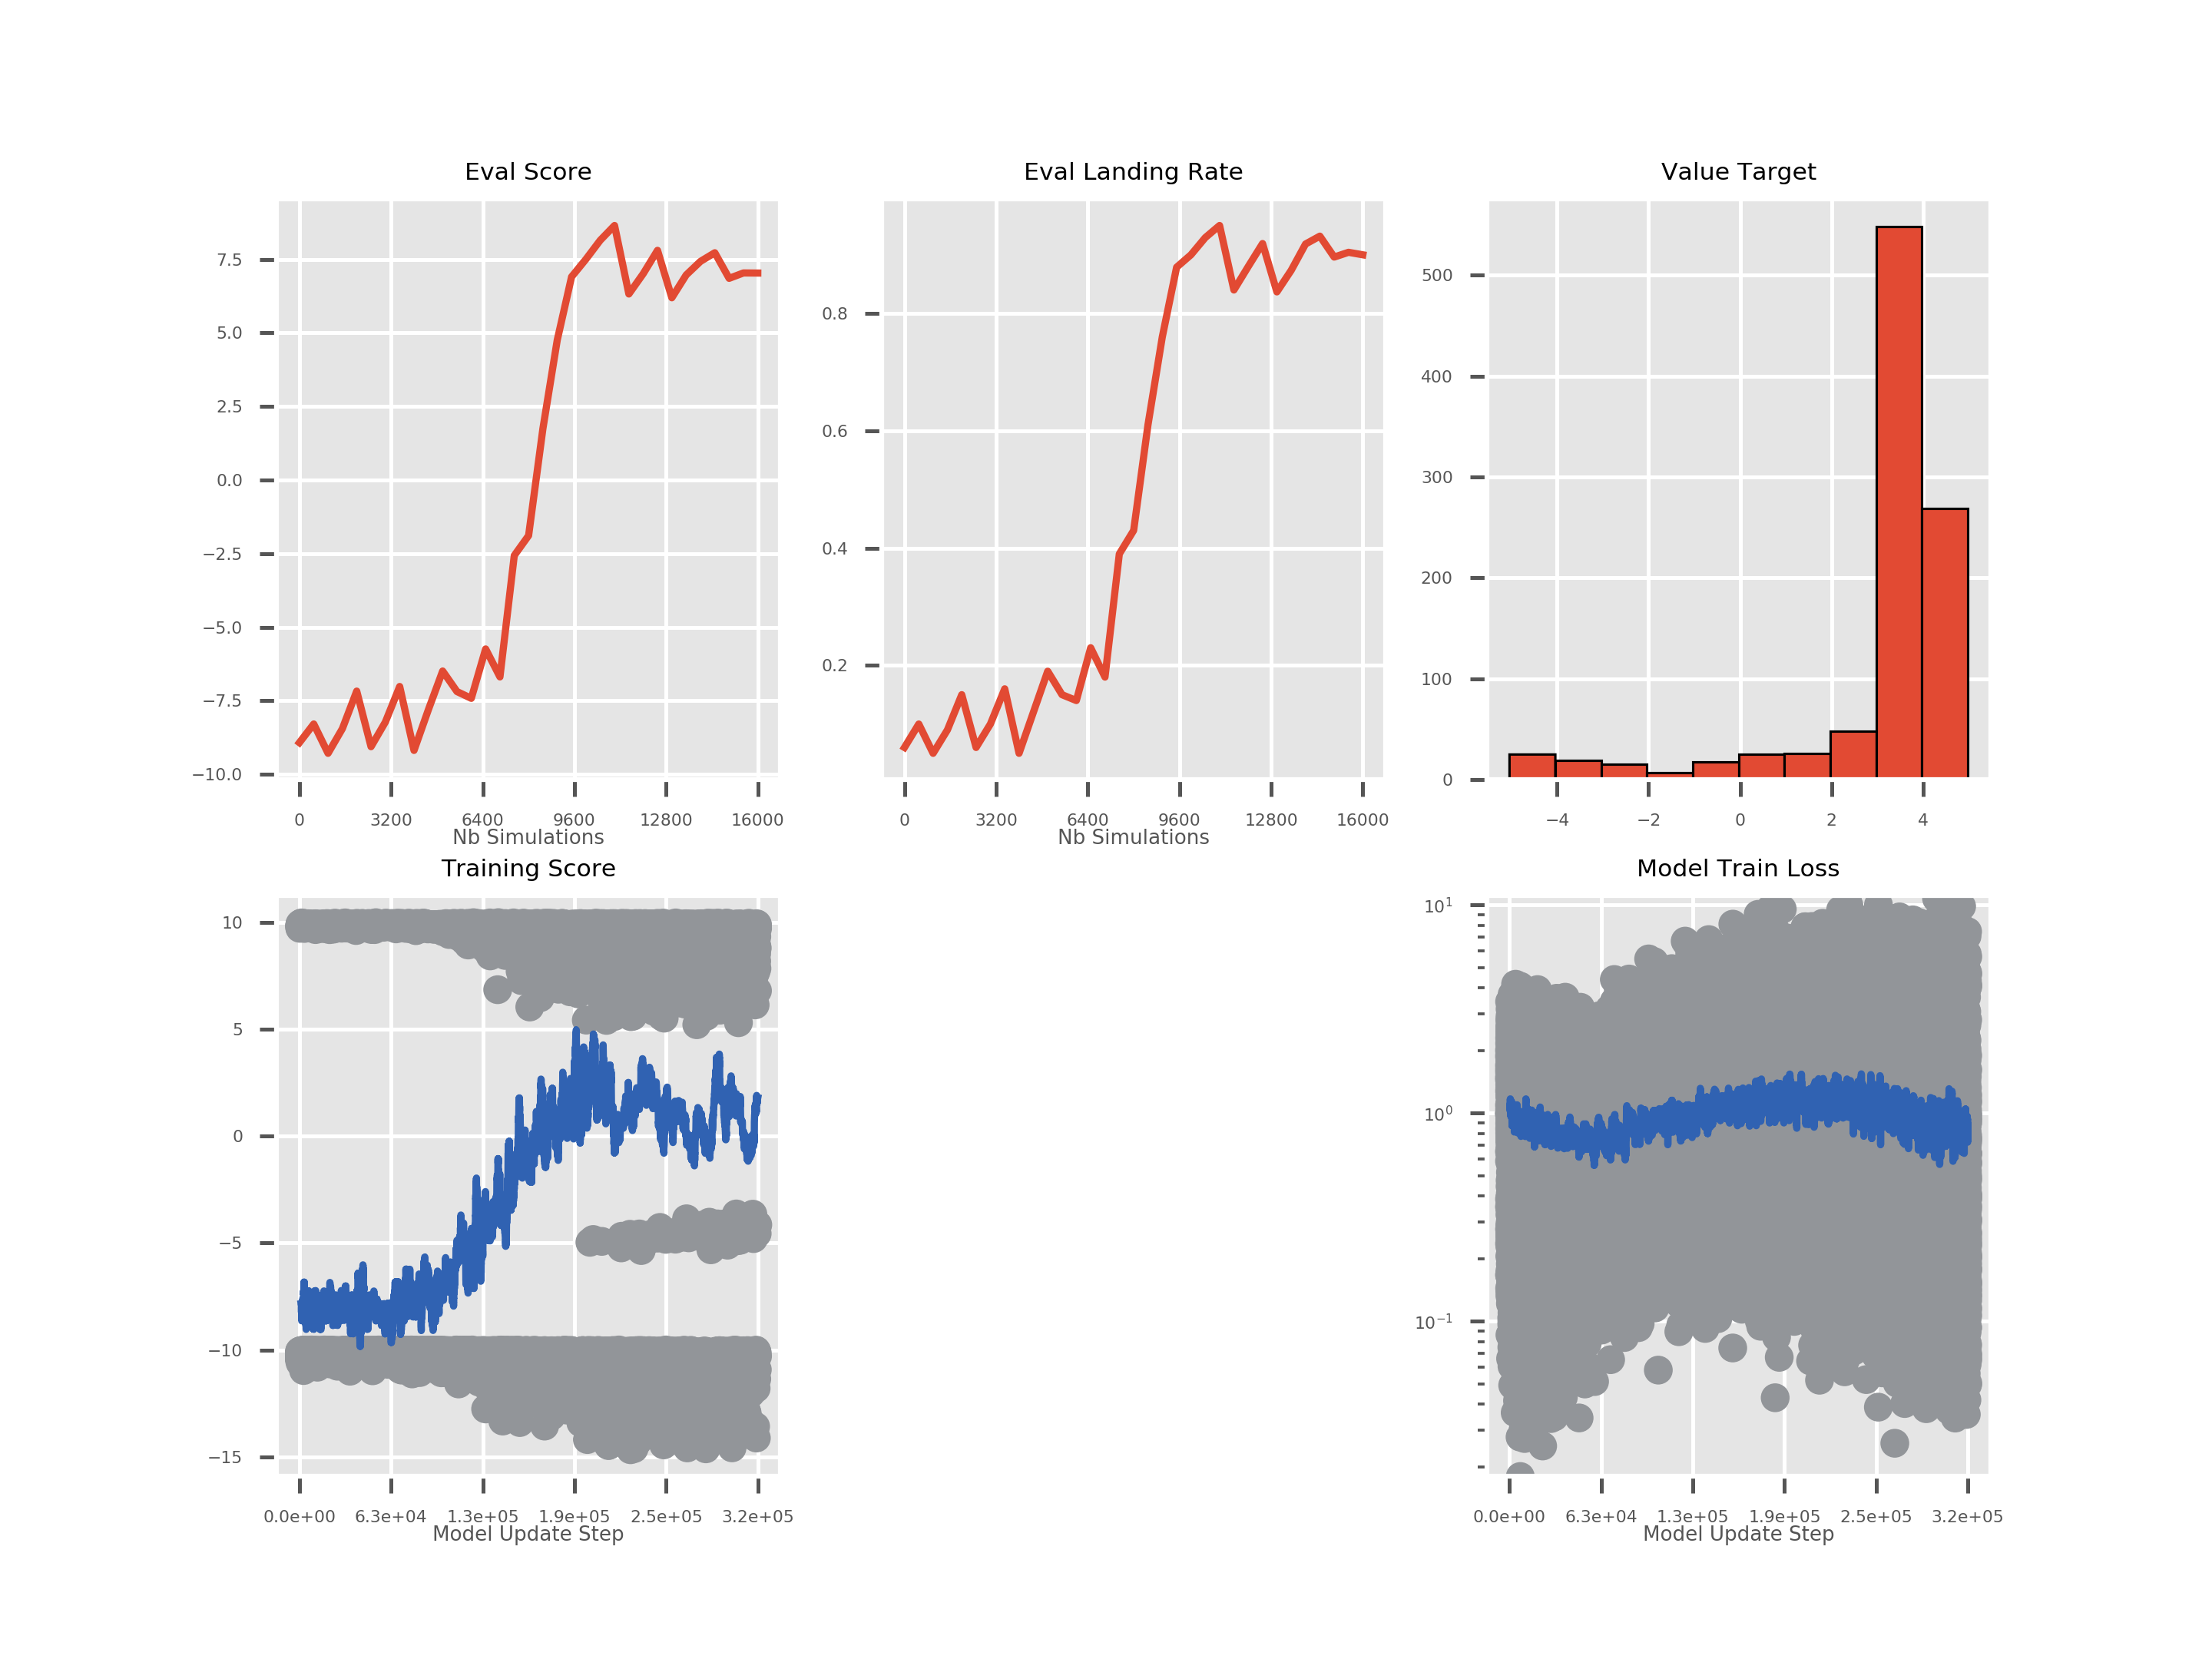 Eval Score
7.5
5.0
2.5
0.0
−2.5
−5.0
−7.5
−10.0
0 3200 6400 9600 12800 16000
Nb Simulations
Eval Landing Rate
0.8
0.6
0.4
0.2
0 3200 6400 9600 12800 16000
Nb Simulations
Value Target
500
400
300
200
100
0
−4 −2 0 2 4
Training Score
10
5
0
−5
−10
−15
0.0e+00 6.3e+04 1.3e+05 1.9e+05 2.5e+05 3.2e+05
Model Update Step
Model Train Loss
10¹
10⁰
10⁻¹
0.0e+00 6.3e+04 1.3e+05 1.9e+05 2.5e+05 3.2e+05
Model Update Step